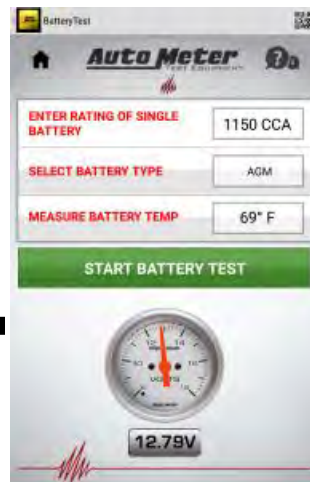 BatteryTest
Auto Meter
TEST EQUIPMENT
ENTER RATING OF SINGLE
BATTERY
1150 CCA
SELECT BATTERY TYPE
AGM
MEASURE BATTERY TEMP
69° F
START BATTERY TEST
VOLTS
12.79V